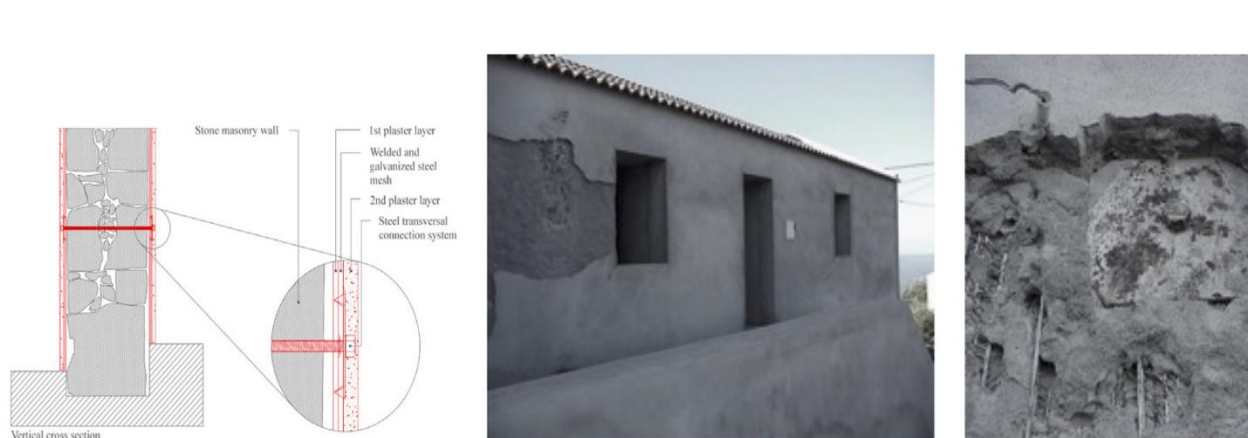 Stone masonry wall
1st plaster layer
Welded and
galvanized steel
mesh
2nd plaster layer
Steel transversal
connection system
Vertical cross section